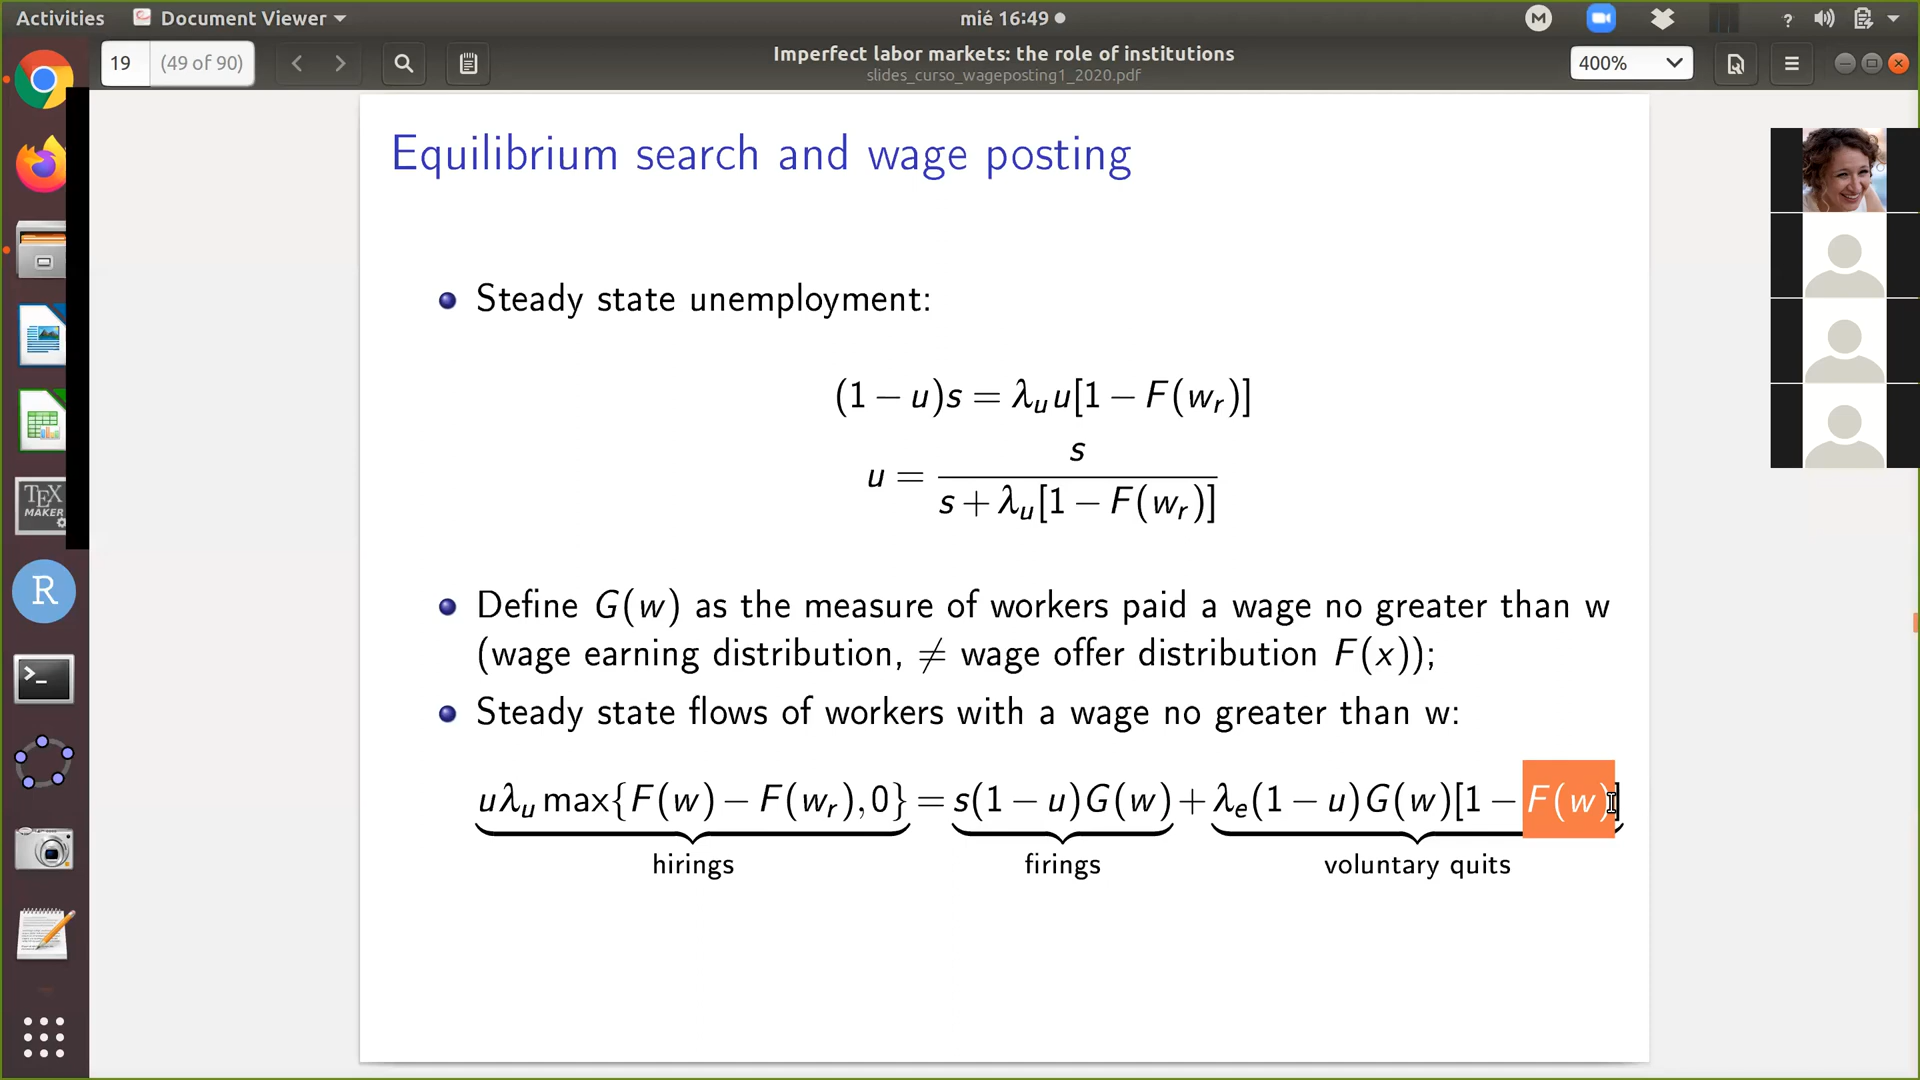 Activities Document Viewer mié 16:49 M ?
19 (49 of 90) Imperfect labor markets: the role of institutions 400%
slides_curso_wageposting1_2020.pdf
Equilibrium search and wage posting
Steady state unemployment:
(1 − u)s = λ_u u[1 − F(w_r)]
u = s / (s + λ_u[1 − F(w_r)])
Define G(w) as the measure of workers paid a wage no greater than w
(wage earning distribution, ≠ wage offer distribution F(x));
Steady state flows of workers with a wage no greater than w:
uλ_u max{F(w) − F(w_r), 0} = s(1 − u)G(w) + λ_e(1 − u)G(w)[1 − F(w)]
hirings firings voluntary quits
TEX
MAKER
R
>_